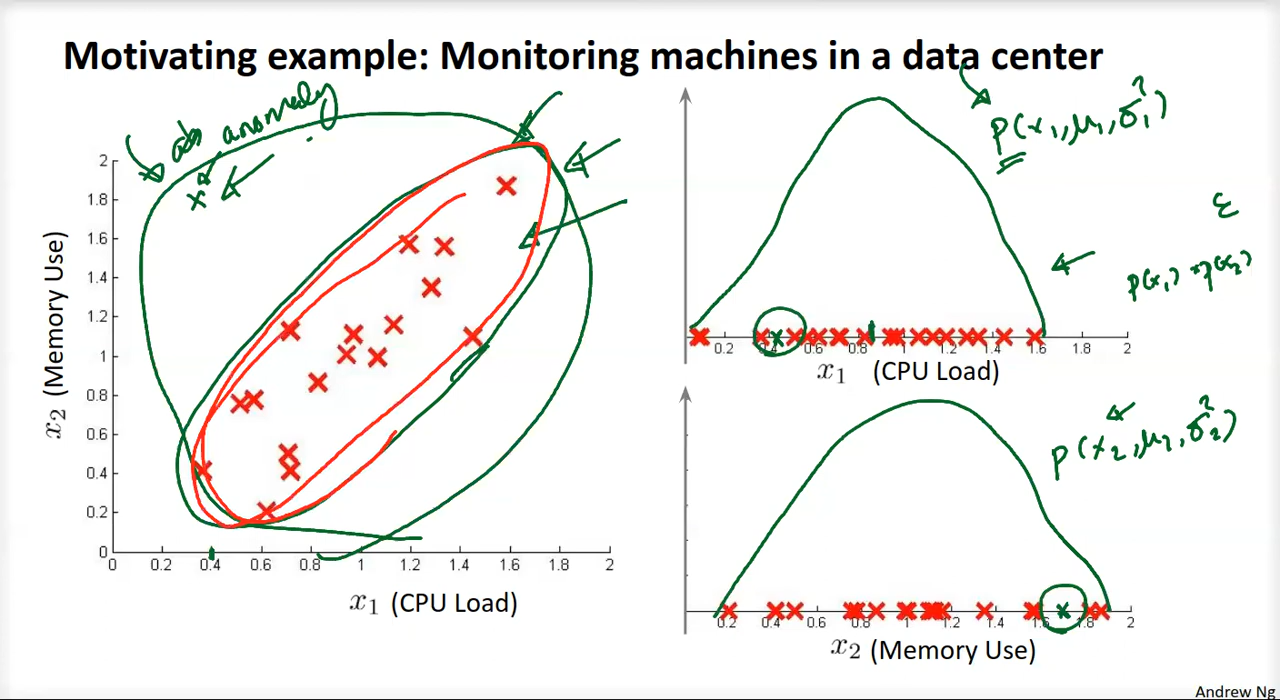 Motivating example: Monitoring machines in a data center
anomaly
x
2
1.8
1.6
1.4
1.2
1
0.8
0.6
0.4
0.2
0
x₂ (Memory Use)
0 0.2 0.4 0.6 0.8 1 1.2 1.4 1.6 1.8 2
x₁ (CPU Load)
p(x₁, μ₁, σ₁²)
ε
p(x₁) * p(x₂)
0.2 0.4 0.6 0.8 1 1.2 1.4 1.6 1.8 2
x₁ (CPU Load)
p(x₂, μ₂, σ₂²)
0.2 0.4 0.6 0.8 1 1.2 1.4 1.6 1.8 2
x₂ (Memory Use)
Andrew Ng